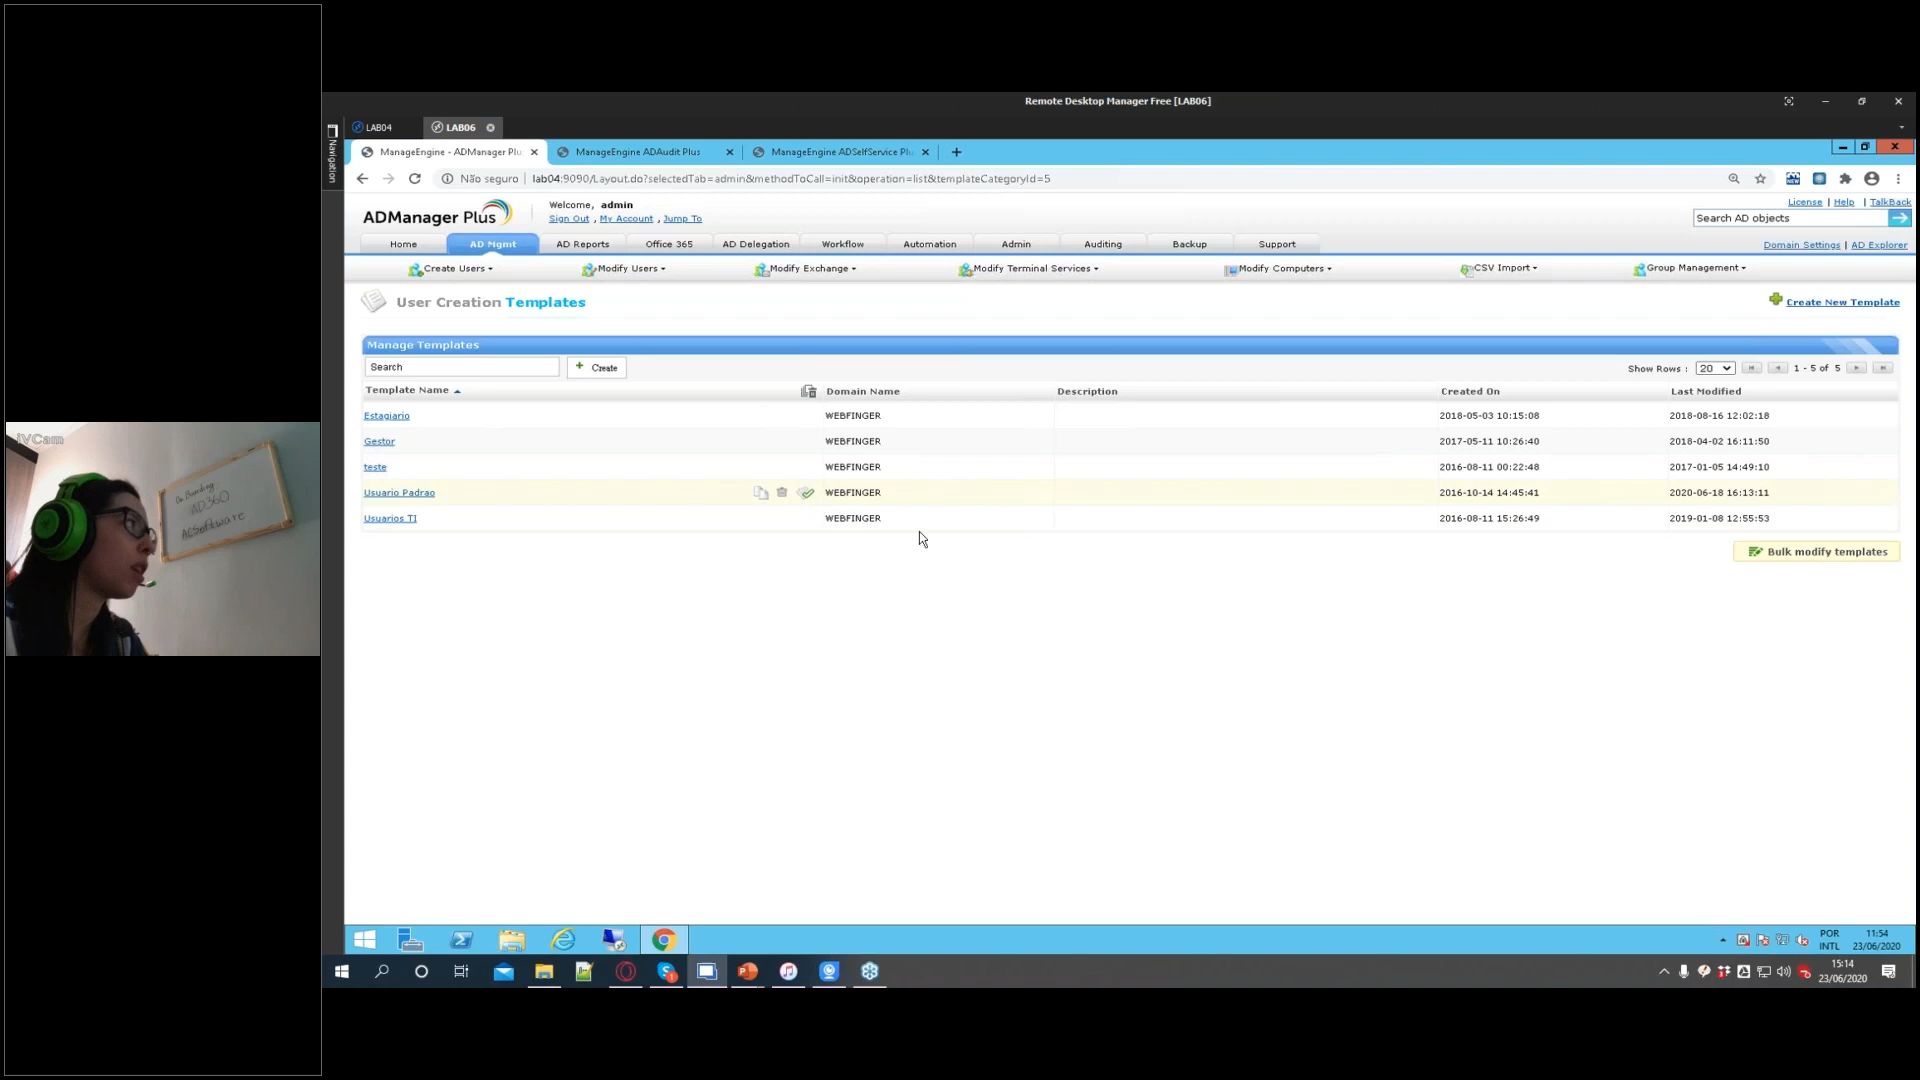 Remote Desktop Manager Free [LAB06]
Navigation
LAB04
LAB06
ManageEngine - ADManager Plu
ManageEngine ADAudit Plus
ManageEngine ADSelfService Plu
Não seguro
lab04:9090/Layout.do?selectedTab=admin&methodToCall=init&operation=list&templateCategoryId=5
ADManager Plus
Welcome, admin
Sign Out , My Account , Jump To
License | Help | TalkBack
Search AD objects
Home
AD Mgmt
AD Reports
Office 365
AD Delegation
Workflow
Automation
Admin
Auditing
Backup
Support
Domain Settings | AD Explorer
Create Users
Modify Users
Modify Exchange
Modify Terminal Services
Modify Computers
CSV Import
Group Management
User Creation Templates
Create New Template
Manage Templates
Search
Create
Show Rows : 20 1 - 5 of 5
Template Name Domain Name Description Created On Last Modified
Estagiario WEBFINGER 2018-05-03 10:15:08 2018-08-16 12:02:18
Gestor WEBFINGER 2017-05-11 10:26:40 2018-04-02 16:11:50
teste WEBFINGER 2016-08-11 00:22:48 2017-01-05 14:49:10
Usuario Padrao WEBFINGER 2016-10-14 14:45:41 2020-06-18 16:13:11
Usuarios TI WEBFINGER 2016-08-11 15:26:49 2019-01-08 12:55:53
Bulk modify templates
iVCam
On Boarding
AD360
ACSoftware
POR
INTL
11:54
23/06/2020
15:14
23/06/2020